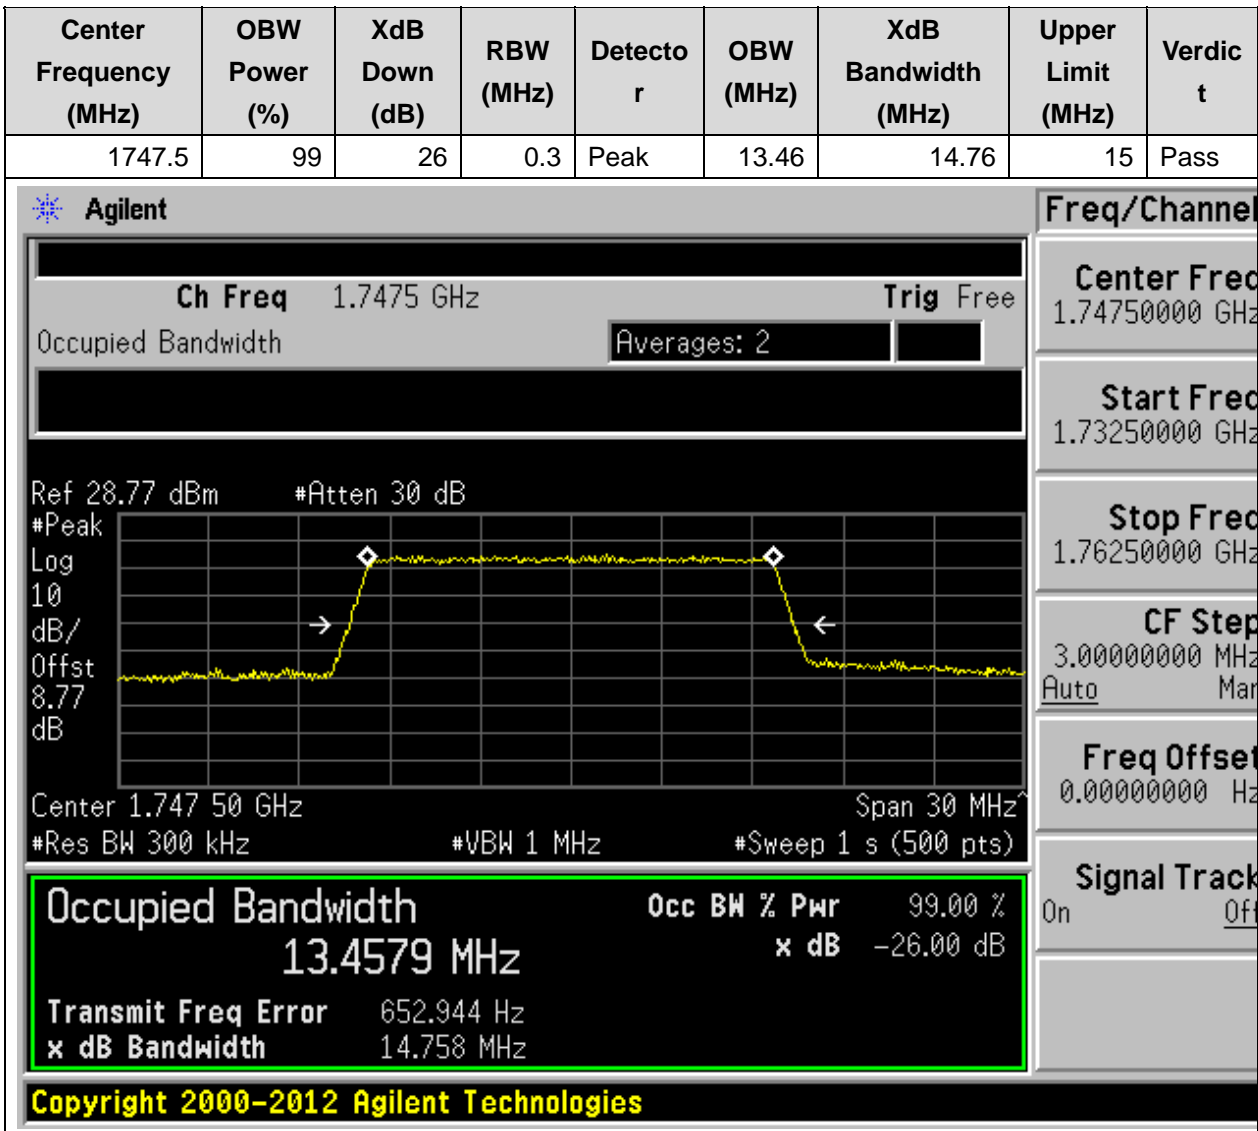 Center Frequency (MHz) OBW Power (%) XdB Down (dB) RBW (MHz) Detecto r OBW (MHz) XdB Bandwidth (MHz) Upper Limit (MHz) Verdic t
1747.5 99 26 0.3 Peak 13.46 14.76 15 Pass
Agilent
Freq/Channel
Ch Freq 1.7475 GHz Trig Free
Occupied Bandwidth Averages: 2
Center Freq
1.74750000 GHz
Start Freq
1.73250000 GHz
Stop Freq
1.76250000 GHz
CF Step
3.00000000 MHz
Auto Man
Freq Offset
0.00000000 Hz
Signal Track
On Off
Ref 28.77 dBm #Atten 30 dB
#Peak
Log
10
dB/
Offst
8.77
dB
Center 1.747 50 GHz Span 30 MHz^
#Res BW 300 kHz #VBW 1 MHz #Sweep 1 s (500 pts)
Occupied Bandwidth
13.4579 MHz
Occ BW % Pwr 99.00 %
x dB -26.00 dB
Transmit Freq Error 652.944 Hz
x dB Bandwidth 14.758 MHz
Copyright 2000-2012 Agilent Technologies